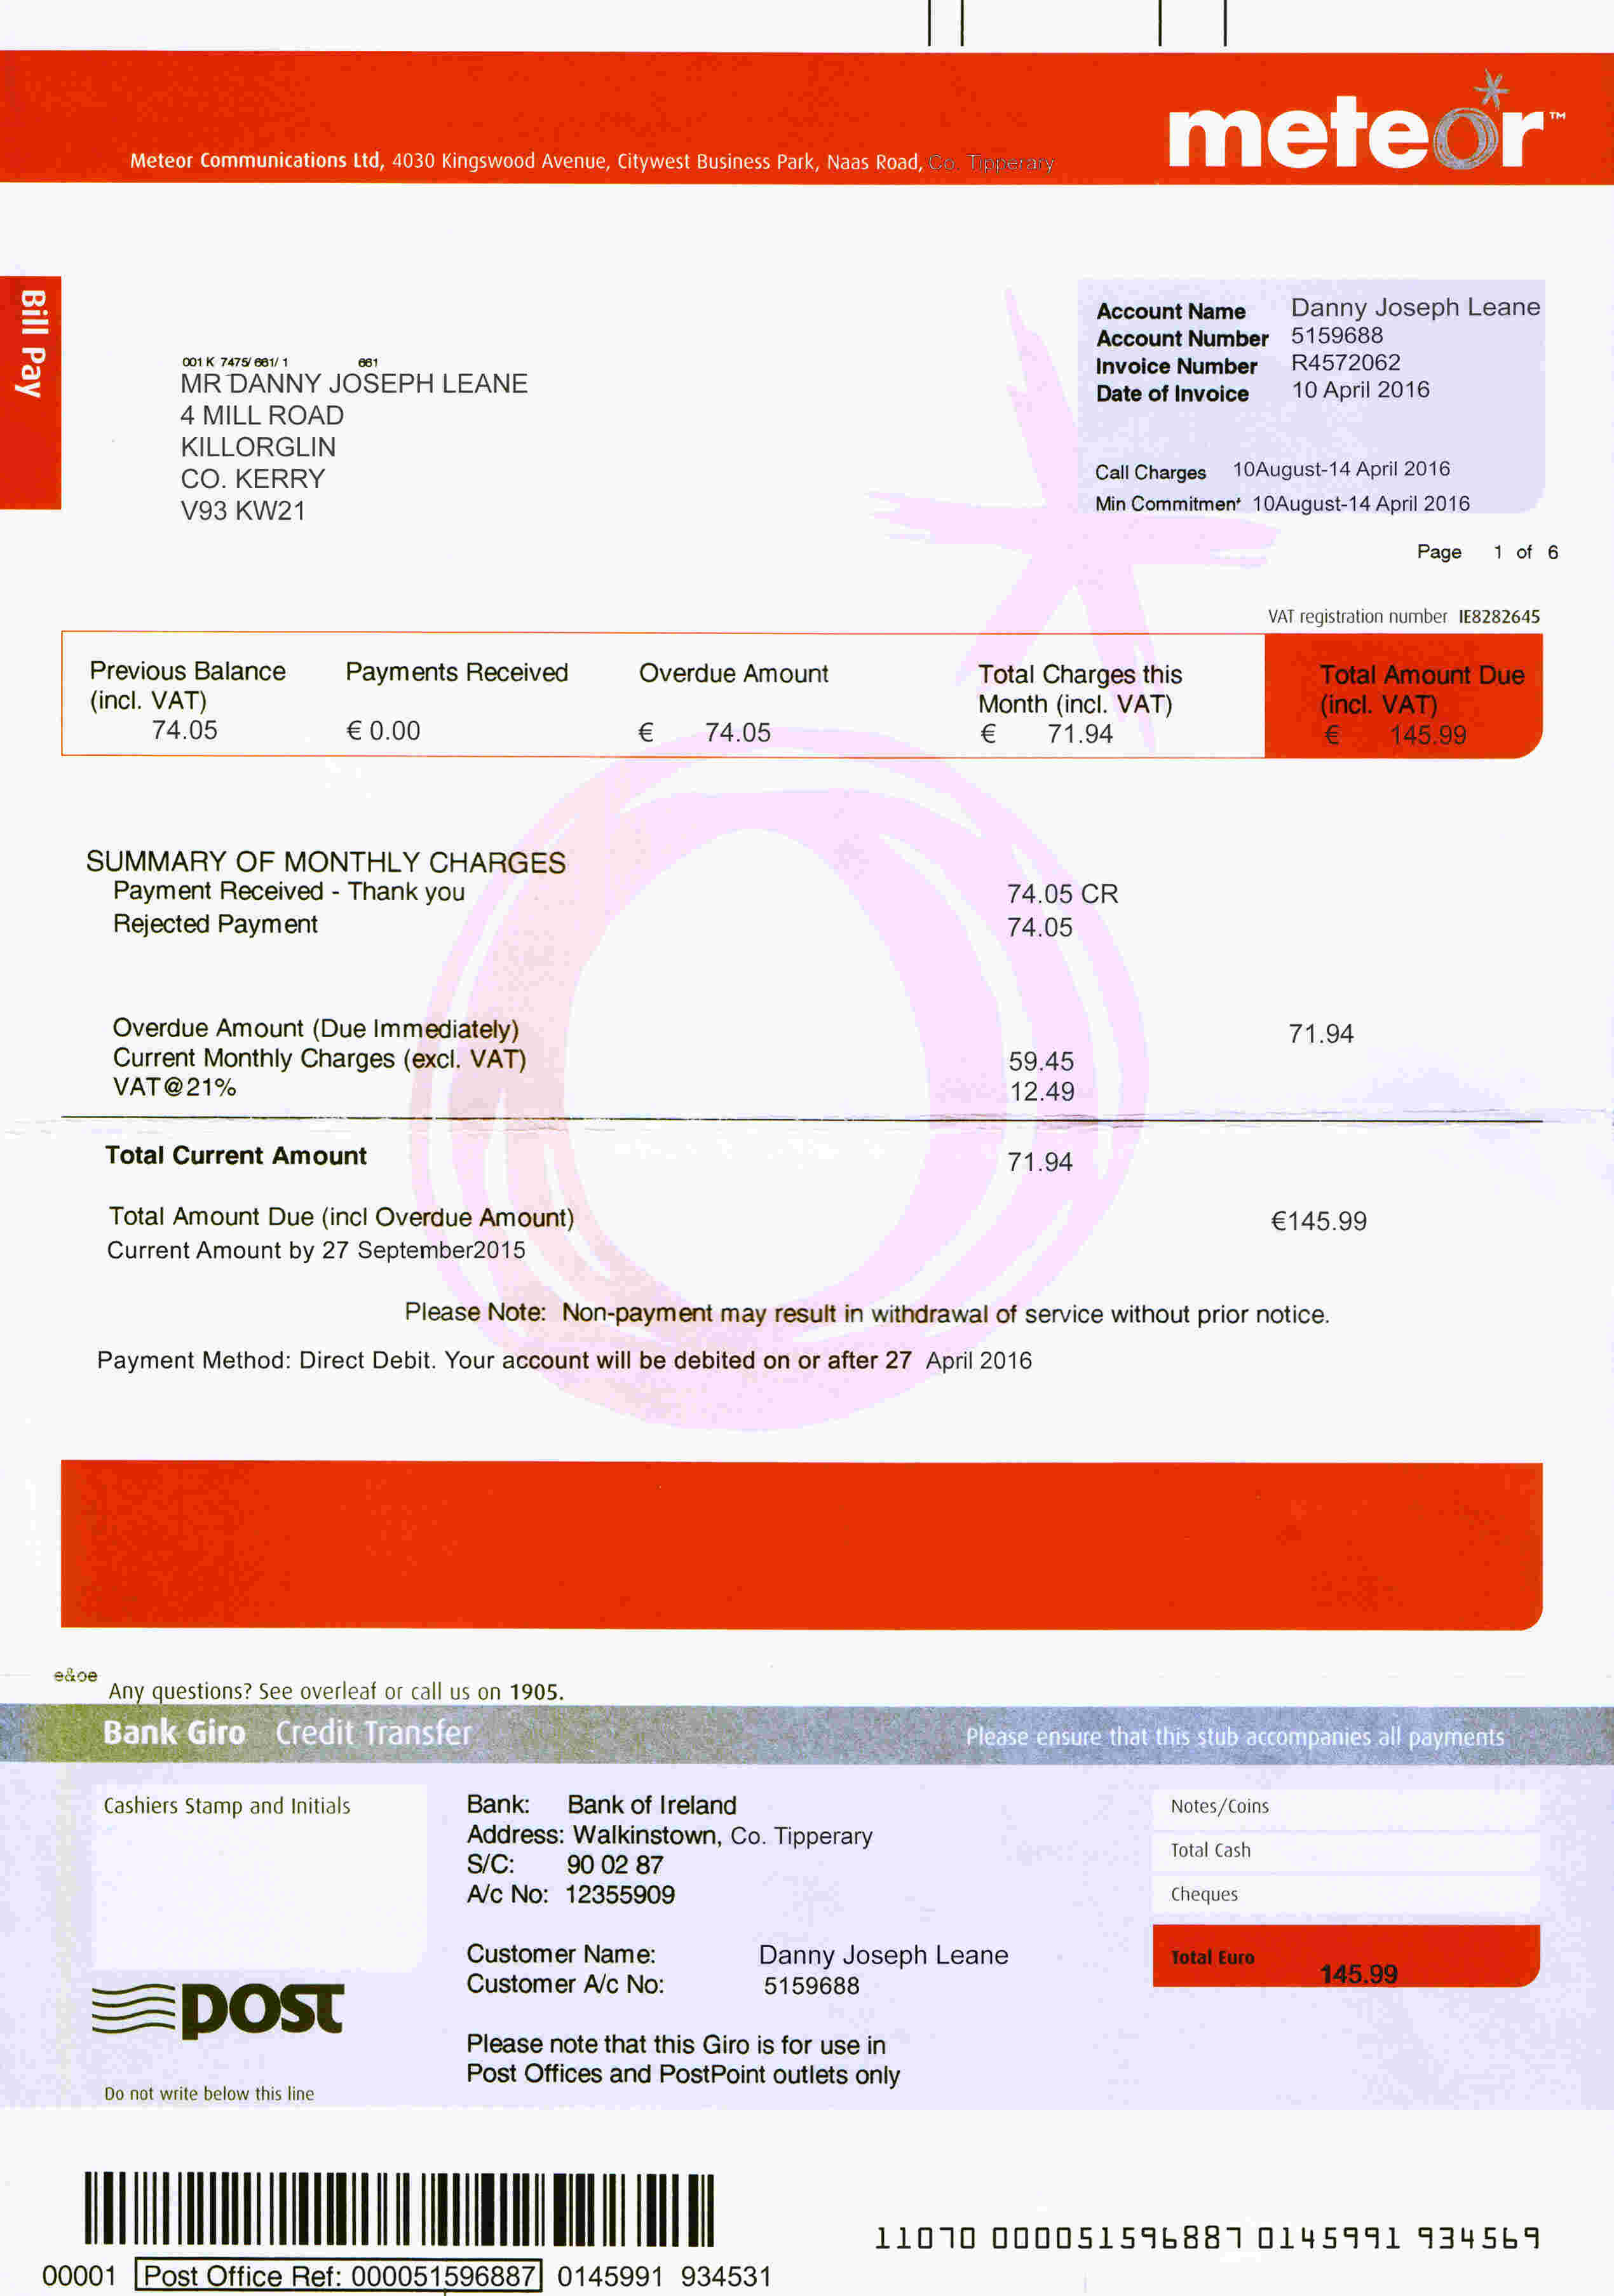 meteor™
Meteor Communications Ltd, 4030 Kingswood Avenue, Citywest Business Park, Naas Road, Co. Tipperary
Bill Pay
Account Name Danny Joseph Leane
Account Number 5159688
Invoice Number R4572062
Date of Invoice 10 April 2016
001 K 7475/ 661/ 1 661
MR DANNY JOSEPH LEANE
4 MILL ROAD
KILLORGLIN
CO. KERRY
V93 KW21
Call Charges 10August-14 April 2016
Min Commitment 10August-14 April 2016
Page 1 of 6
VAT registration number IE8282645
Previous Balance (incl. VAT) 74.05
Payments Received € 0.00
Overdue Amount € 74.05
Total Charges this Month (incl. VAT) € 71.94
Total Amount Due (incl. VAT) € 145.99
SUMMARY OF MONTHLY CHARGES
Payment Received - Thank you 74.05 CR
Rejected Payment 74.05
Overdue Amount (Due Immediately) 71.94
Current Monthly Charges (excl. VAT) 59.45
VAT@21% 12.49
Total Current Amount 71.94
Total Amount Due (incl Overdue Amount) €145.99
Current Amount by 27 September2015
Please Note: Non-payment may result in withdrawal of service without prior notice.
Payment Method: Direct Debit. Your account will be debited on or after 27 April 2016
e&oe
Any questions? See overleaf or call us on 1905.
Bank Giro Credit Transfer
Please ensure that this stub accompanies all payments
Cashiers Stamp and Initials
Bank: Bank of Ireland
Address: Walkinstown, Co. Tipperary
S/C: 90 02 87
A/c No: 12355909
Notes/Coins
Total Cash
Cheques
Customer Name: Danny Joseph Leane
Customer A/c No: 5159688
Total Euro 145.99
post
Please note that this Giro is for use in
Post Offices and PostPoint outlets only
Do not write below this line
11070 000051596887 0145991 934569
00001 Post Office Ref: 000051596887 0145991 934531